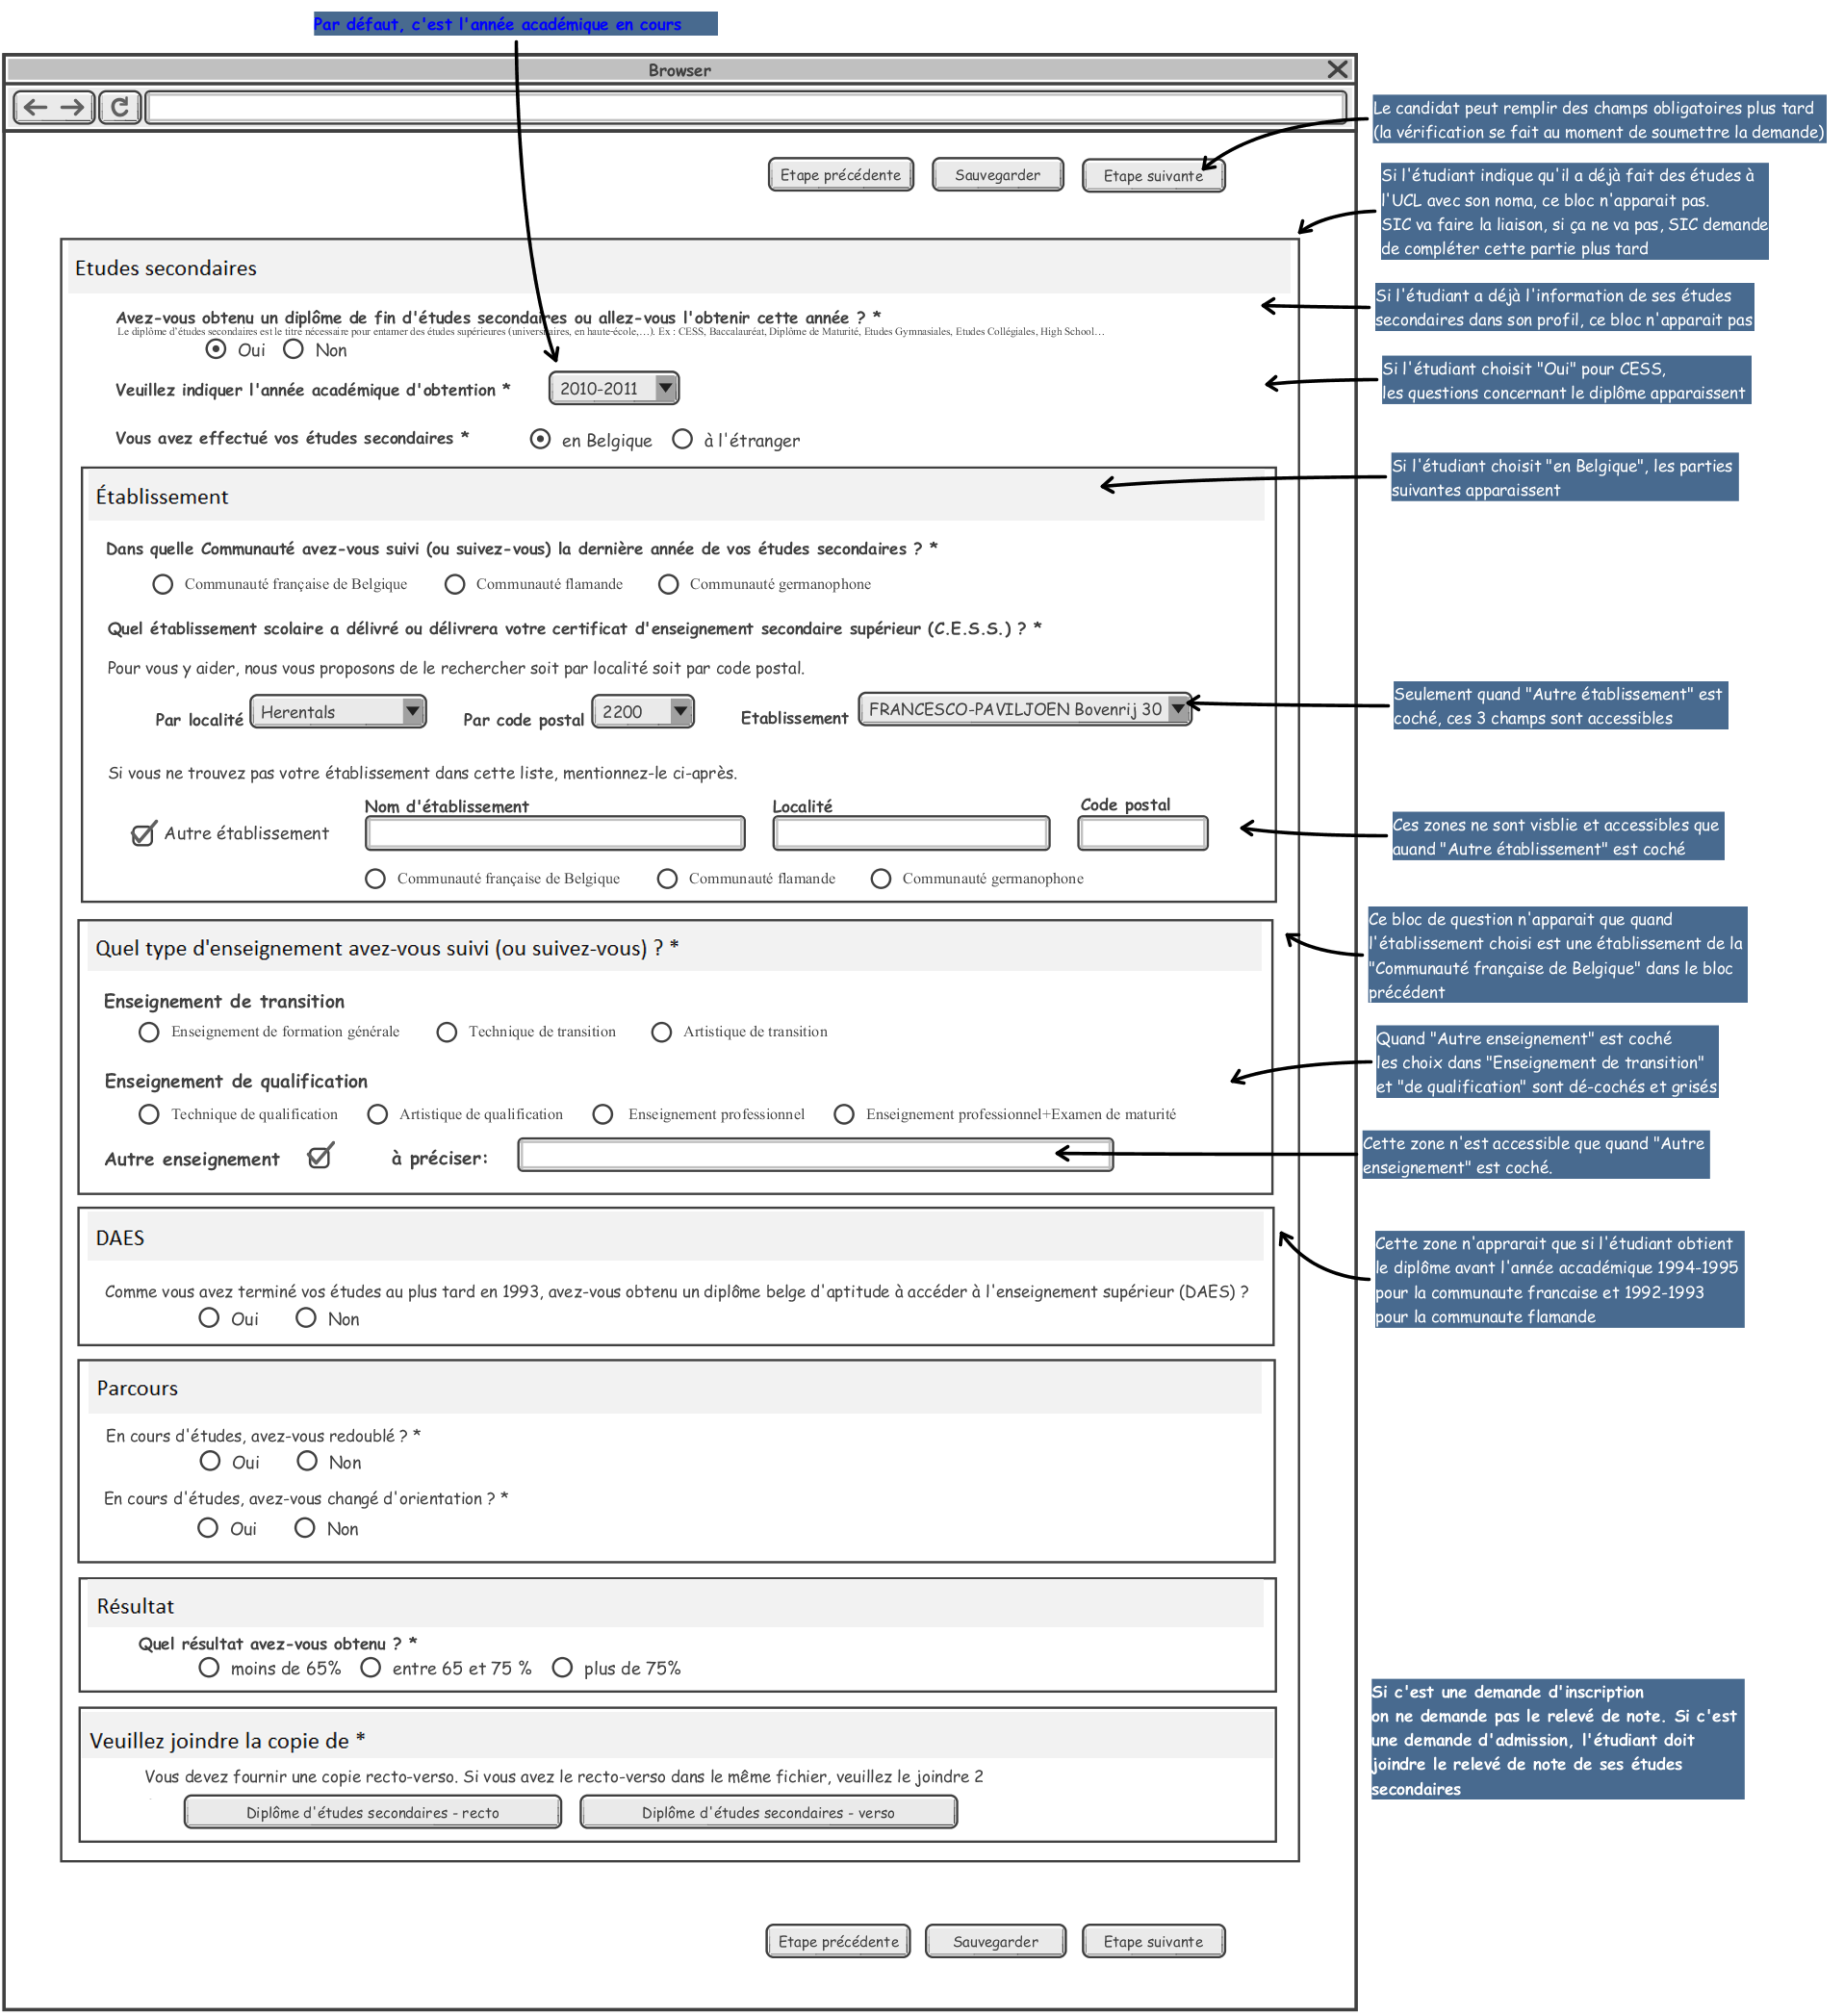 Par défaut, c'est l'année académique en cours
Browser
Etape précédente Sauvegarder Etape suivante
Le candidat peut remplir des champs obligatoires plus tard
(la vérification se fait au moment de soumettre la demande)
Si l'étudiant indique qu'il a déjà fait des études à
l'UCL avec son noma, ce bloc n'apparait pas.
SIC va faire la liaison, si ça ne va pas, SIC demande
de compléter cette partie plus tard
Etudes secondaires
Avez-vous obtenu un diplôme de fin d'études secondaires ou allez-vous l'obtenir cette année ? *
Le diplôme d'études secondaires est le titre nécessaire pour entamer des études supérieures (universitaires, en haute-école,...). Ex : CESS, Baccalauréat, Diplôme de Maturité, Etudes Gymnasiales, Etudes Collégiales, High School...
Oui Non
Si l'étudiant a déjà l'information de ses études
secondaires dans son profil, ce bloc n'apparait pas
Veuillez indiquer l'année académique d'obtention * 2010-2011
Si l'étudiant choisit "Oui" pour CESS,
les questions concernant le diplôme apparaissent
Vous avez effectué vos études secondaires * en Belgique à l'étranger
Si l'étudiant choisit "en Belgique", les parties
suivantes apparaissent
Établissement
Dans quelle Communauté avez-vous suivi (ou suivez-vous) la dernière année de vos études secondaires ? *
Communauté française de Belgique Communauté flamande Communauté germanophone
Quel établissement scolaire a délivré ou délivrera votre certificat d'enseignement secondaire supérieur (C.E.S.S.) ? *
Pour vous y aider, nous vous proposons de le rechercher soit par localité soit par code postal.
Par localité Herentals Par code postal 2200 Etablissement FRANCESCO-PAVILJOEN Bovenrij 30
Seulement quand "Autre établissement" est
coché, ces 3 champs sont accessibles
Si vous ne trouvez pas votre établissement dans cette liste, mentionnez-le ci-après.
Nom d'établissement Localité Code postal
Autre établissement
Ces zones ne sont visblie et accessibles que
auand "Autre établissement" est coché
Communauté française de Belgique Communauté flamande Communauté germanophone
Quel type d'enseignement avez-vous suivi (ou suivez-vous) ? *
Ce bloc de question n'apparait que quand
l'établissement choisi est une établissement de la
"Communauté française de Belgique" dans le bloc
précédent
Enseignement de transition
Enseignement de formation générale Technique de transition Artistique de transition
Quand "Autre enseignement" est coché
les choix dans "Enseignement de transition"
et "de qualification" sont dé-cochés et grisés
Enseignement de qualification
Technique de qualification Artistique de qualification Enseignement professionnel Enseignement professionnel+Examen de maturité
Autre enseignement à préciser:
Cette zone n'est accessible que quand "Autre
enseignement" est coché.
DAES
Cette zone n'apprarait que si l'étudiant obtient
le diplôme avant l'année accadémique 1994-1995
pour la communaute francaise et 1992-1993
pour la communaute flamande
Comme vous avez terminé vos études au plus tard en 1993, avez-vous obtenu un diplôme belge d'aptitude à accéder à l'enseignement supérieur (DAES) ?
Oui Non
Parcours
En cours d'études, avez-vous redoublé ? *
Oui Non
En cours d'études, avez-vous changé d'orientation ? *
Oui Non
Résultat
Quel résultat avez-vous obtenu ? *
moins de 65% entre 65 et 75 % plus de 75%
Si c'est une demande d'inscription
on ne demande pas le relevé de note. Si c'est
une demande d'admission, l'étudiant doit
joindre le relevé de note de ses études
secondaires
Veuillez joindre la copie de *
Vous devez fournir une copie recto-verso. Si vous avez le recto-verso dans le même fichier, veuillez le joindre 2
Diplôme d'études secondaires - recto Diplôme d'études secondaires - verso
Etape précédente Sauvegarder Etape suivante